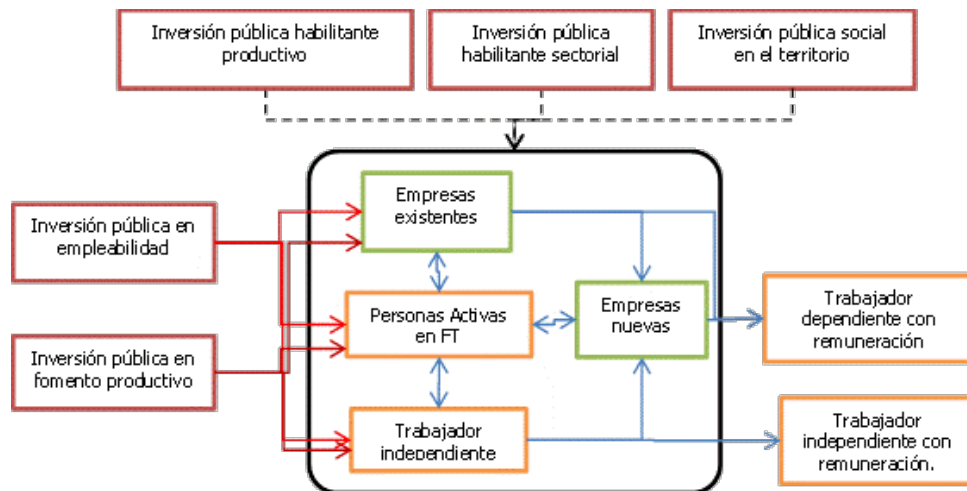 Inversión pública habilitante
productivo
Inversión pública
habilitante sectorial
Inversión pública social
en el territorio
Empresas
existentes
Inversión pública en
empleabilidad
Personas Activas
en FT
Empresas
nuevas
Trabajador
dependiente con
remuneración
Inversión pública en
fomento productivo
Trabajador
independiente
Trabajador
independiente con
remuneración.